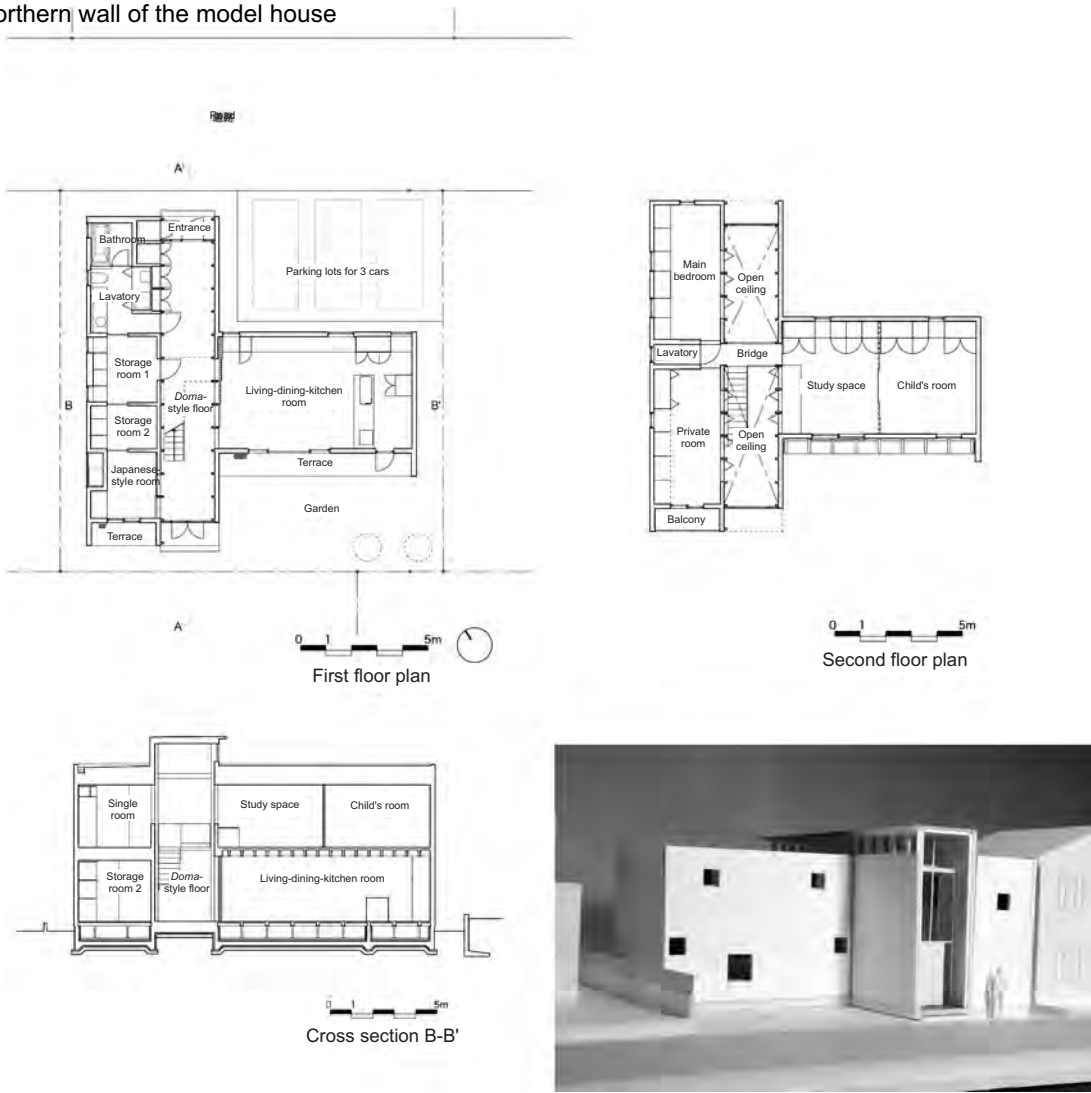 orthern wall of the model house
Road
A'
Entrance
Bathroom
Parking lots for 3 cars
Lavatory
Storage
room 1
Doma-
style floor
Living-dining-kitchen
room
B
B'
Storage
room 2
Japanese-
style room
Terrace
Garden
Terrace
A
0 1 5m
First floor plan
Main
bedroom
Open
ceiling
Lavatory
Bridge
Study space
Child's room
Private
room
Open
ceiling
Balcony
0 1 5m
Second floor plan
Single
room
Study space
Child's room
Storage
room 2
Doma-
style floor
Living-dining-kitchen room
0 1 5m
Cross section B-B'